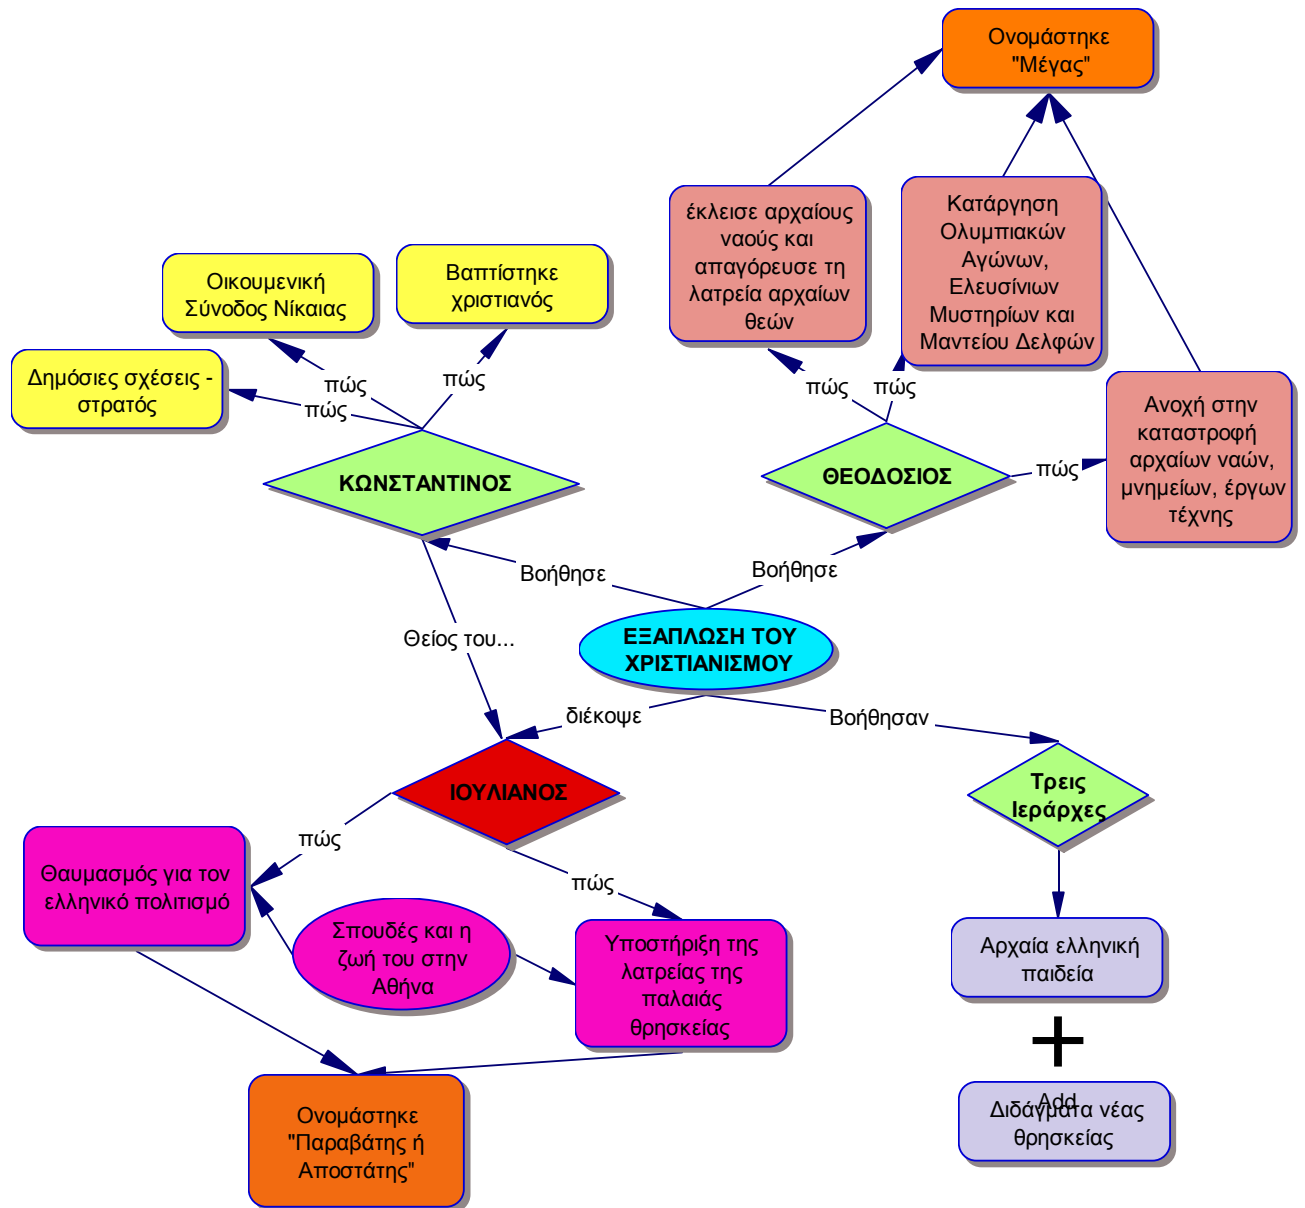 Ονομάστηκε
"Μέγας"
έκλεισε αρχαίους
ναούς και
απαγόρευσε τη
λατρεία αρχαίων
θεών
Κατάργηση
Ολυμπιακών
Αγώνων,
Ελευσίνιων
Μυστηρίων και
Μαντείου Δελφών
Οικουμενική
Σύνοδος Νίκαιας
Βαπτίστηκε
χριστιανός
Δημόσιες σχέσεις -
στρατός
Ανοχή στην
καταστροφή
αρχαίων ναών,
μνημείων, έργων
τέχνης
πώς
πώς
πώς
πώς
πώς
πώς
ΚΩΝΣΤΑΝΤΙΝΟΣ
ΘΕΟΔΟΣΙΟΣ
Βοήθησε
Βοήθησε
Θείος του...
ΕΞΑΠΛΩΣΗ ΤΟΥ
ΧΡΙΣΤΙΑΝΙΣΜΟΥ
διέκοψε
Βοήθησαν
ΙΟΥΛΙΑΝΟΣ
Τρεις
Ιεράρχες
πώς
πώς
Θαυμασμός για τον
ελληνικό πολιτισμό
Σπουδές και η
ζωή του στην
Αθήνα
Υποστήριξη της
λατρείας της
παλαιάς
θρησκείας
Αρχαία ελληνική
παιδεία
+
Add
Διδάγματα νέας
θρησκείας
Ονομάστηκε
"Παραβάτης ή
Αποστάτης"